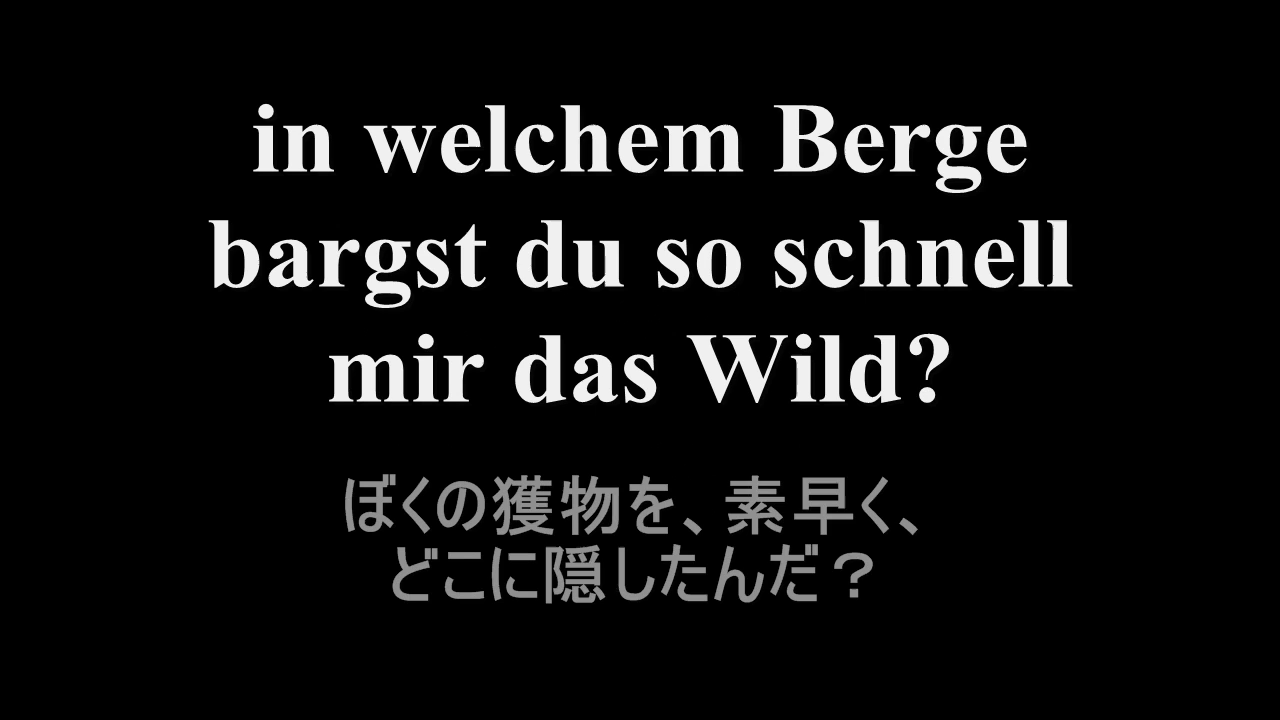 in welchem Berge
bargst du so schnell
mir das Wild?
ぼくの獲物を、素早く、
どこに隠したんだ？